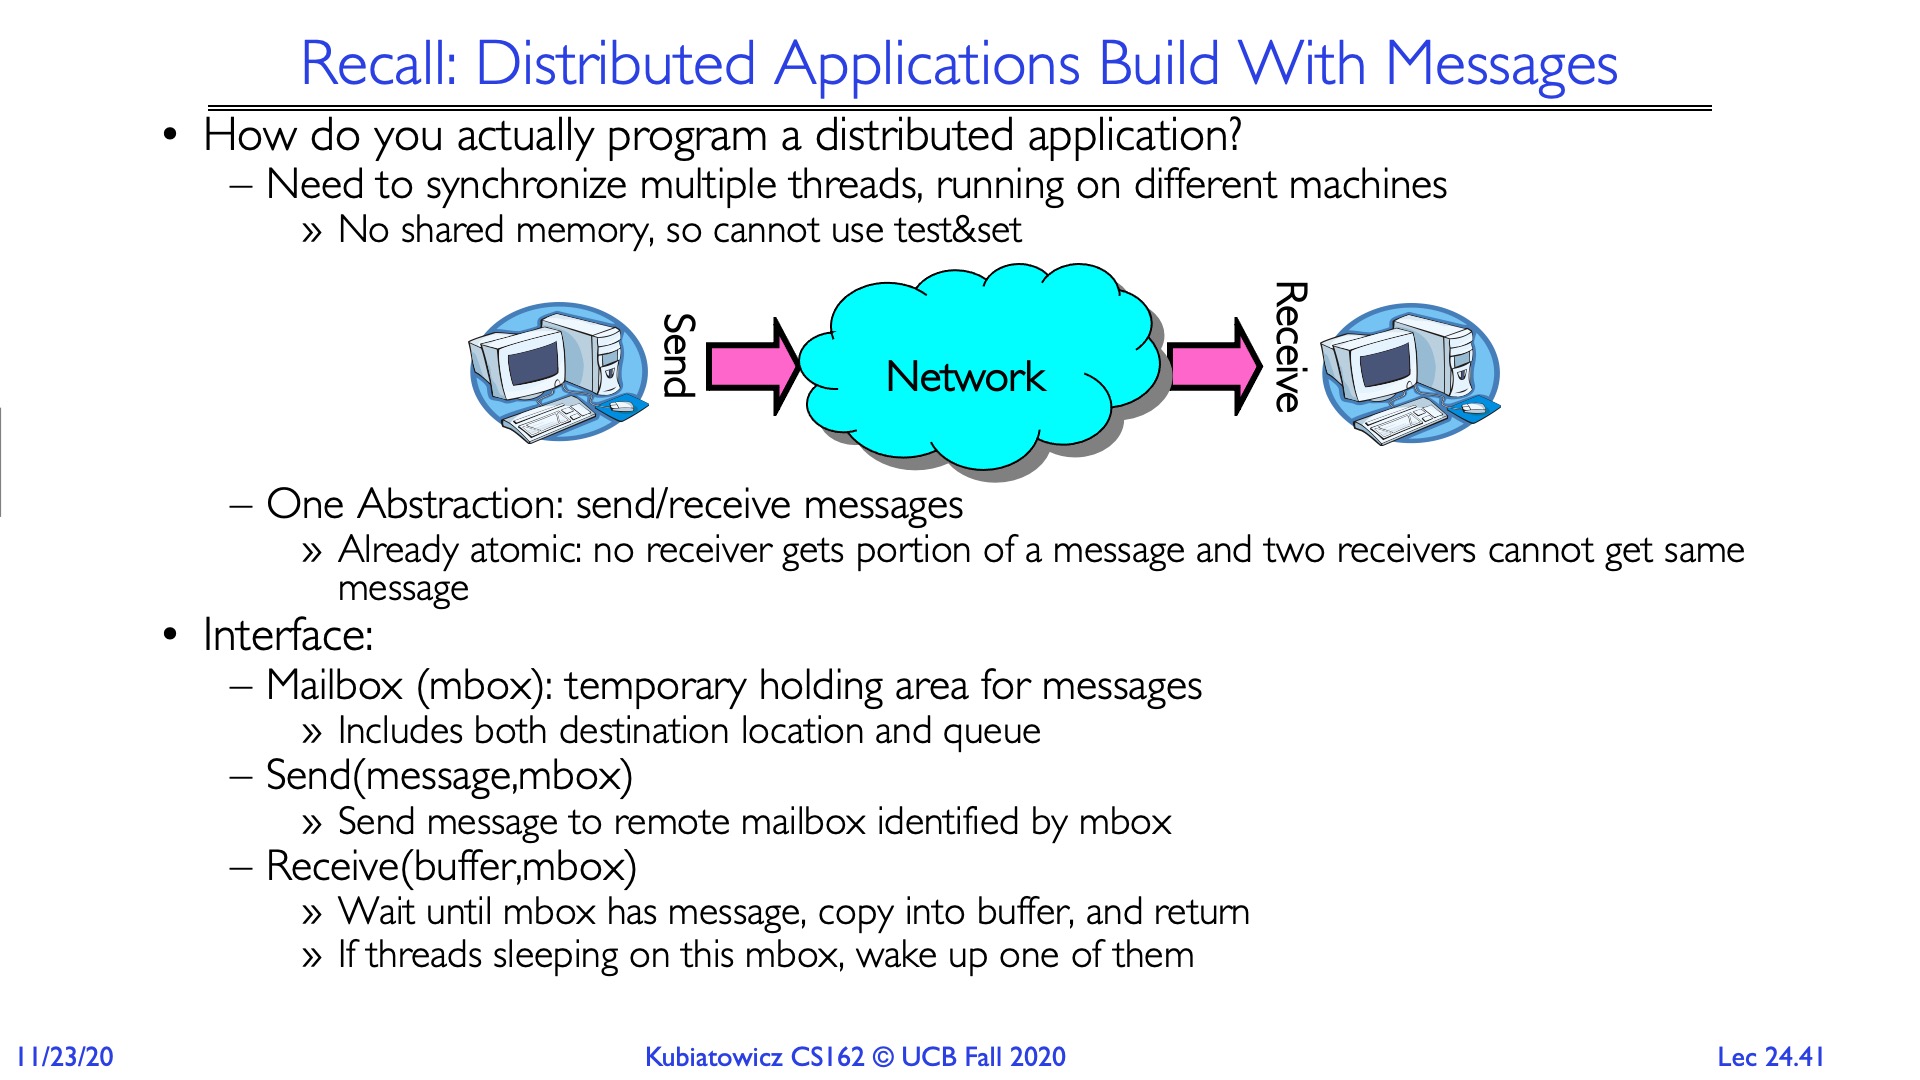 Recall: Distributed Applications Build With Messages
• How do you actually program a distributed application?
– Need to synchronize multiple threads, running on different machines
» No shared memory, so cannot use test&set
Send
Network
Receive
– One Abstraction: send/receive messages
» Already atomic: no receiver gets portion of a message and two receivers cannot get same
message
• Interface:
– Mailbox (mbox): temporary holding area for messages
» Includes both destination location and queue
– Send(message,mbox)
» Send message to remote mailbox identified by mbox
– Receive(buffer,mbox)
» Wait until mbox has message, copy into buffer, and return
» If threads sleeping on this mbox, wake up one of them
11/23/20
Kubiatowicz CS162 © UCB Fall 2020
Lec 24.41